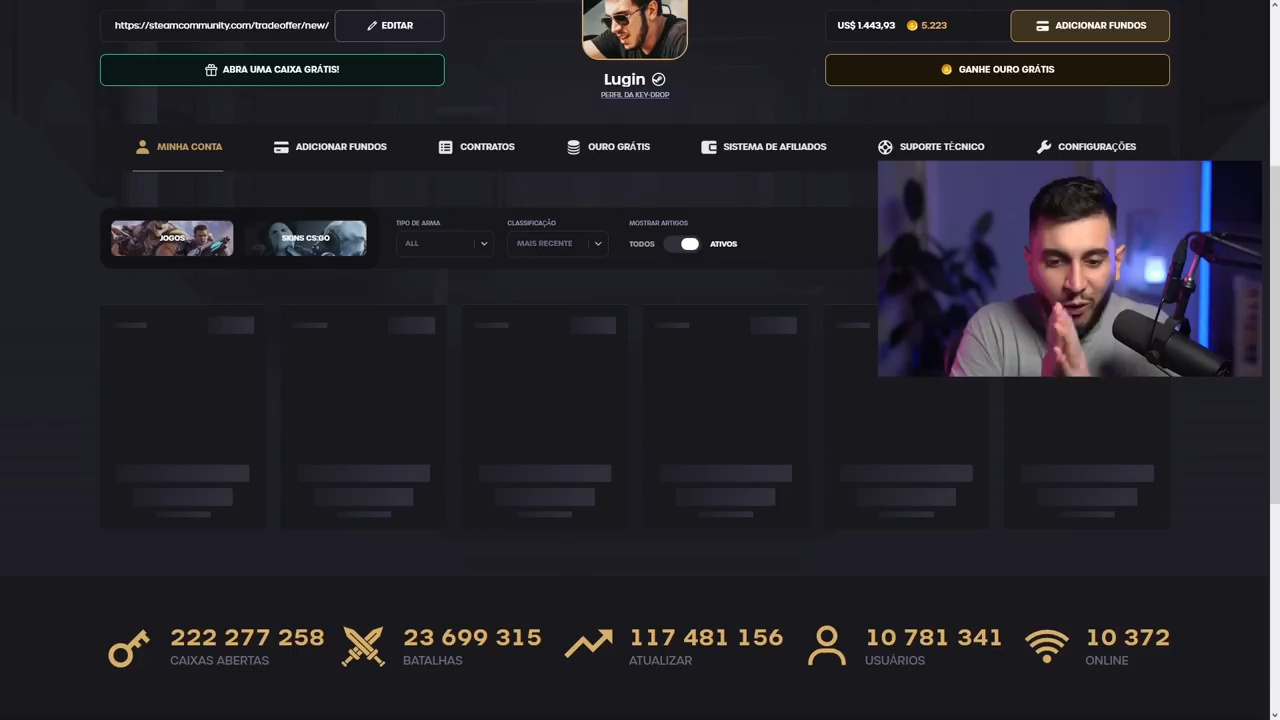 https://steamcommunity.com/tradeoffer/new/
EDITAR
US$ 1.443,93
5.223
ADICIONAR FUNDOS
ABRA UMA CAIXA GRÁTIS!
Lugin
PERFIL DA KEY-DROP
GANHE OURO GRÁTIS
MINHA CONTA
ADICIONAR FUNDOS
CONTRATOS
OURO GRÁTIS
SISTEMA DE AFILIADOS
SUPORTE TÉCNICO
CONFIGURAÇÕES
JOGOS
SKINS CS:GO
TIPO DE ARMA
ALL
CLASSIFICAÇÃO
MAIS RECENTE
MOSTRAR ARTIGOS
TODOS
ATIVOS
222 277 258
CAIXAS ABERTAS
23 699 315
BATALHAS
117 481 156
ATUALIZAR
10 781 341
USUÁRIOS
10 372
ONLINE